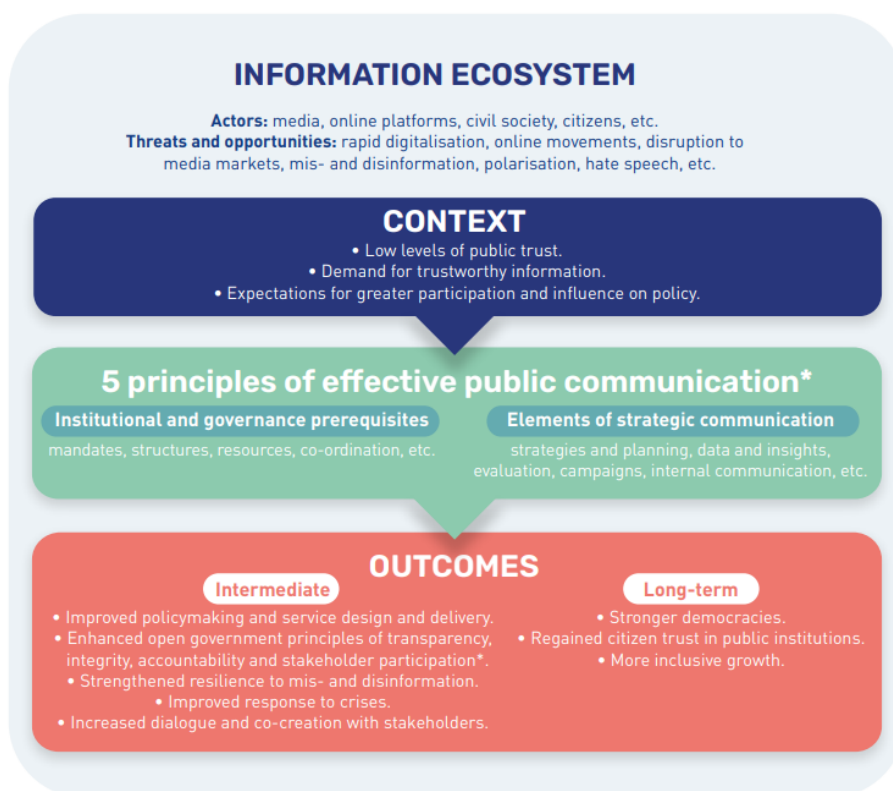 INFORMATION ECOSYSTEM
Actors: media, online platforms, civil society, citizens, etc.
Threats and opportunities: rapid digitalisation, online movements, disruption to
media markets, mis- and disinformation, polarisation, hate speech, etc.
CONTEXT
• Low levels of public trust.
• Demand for trustworthy information.
• Expectations for greater participation and influence on policy.
5 principles of effective public communication*
Institutional and governance prerequisites
mandates, structures, resources, co-ordination, etc.
Elements of strategic communication
strategies and planning, data and insights,
evaluation, campaigns, internal communication, etc.
OUTCOMES
Intermediate
• Improved policymaking and service design and delivery.
• Enhanced open government principles of transparency,
integrity, accountability and stakeholder participation*.
• Strengthened resilience to mis- and disinformation.
• Improved response to crises.
• Increased dialogue and co-creation with stakeholders.
Long-term
• Stronger democracies.
• Regained citizen trust in public institutions.
• More inclusive growth.